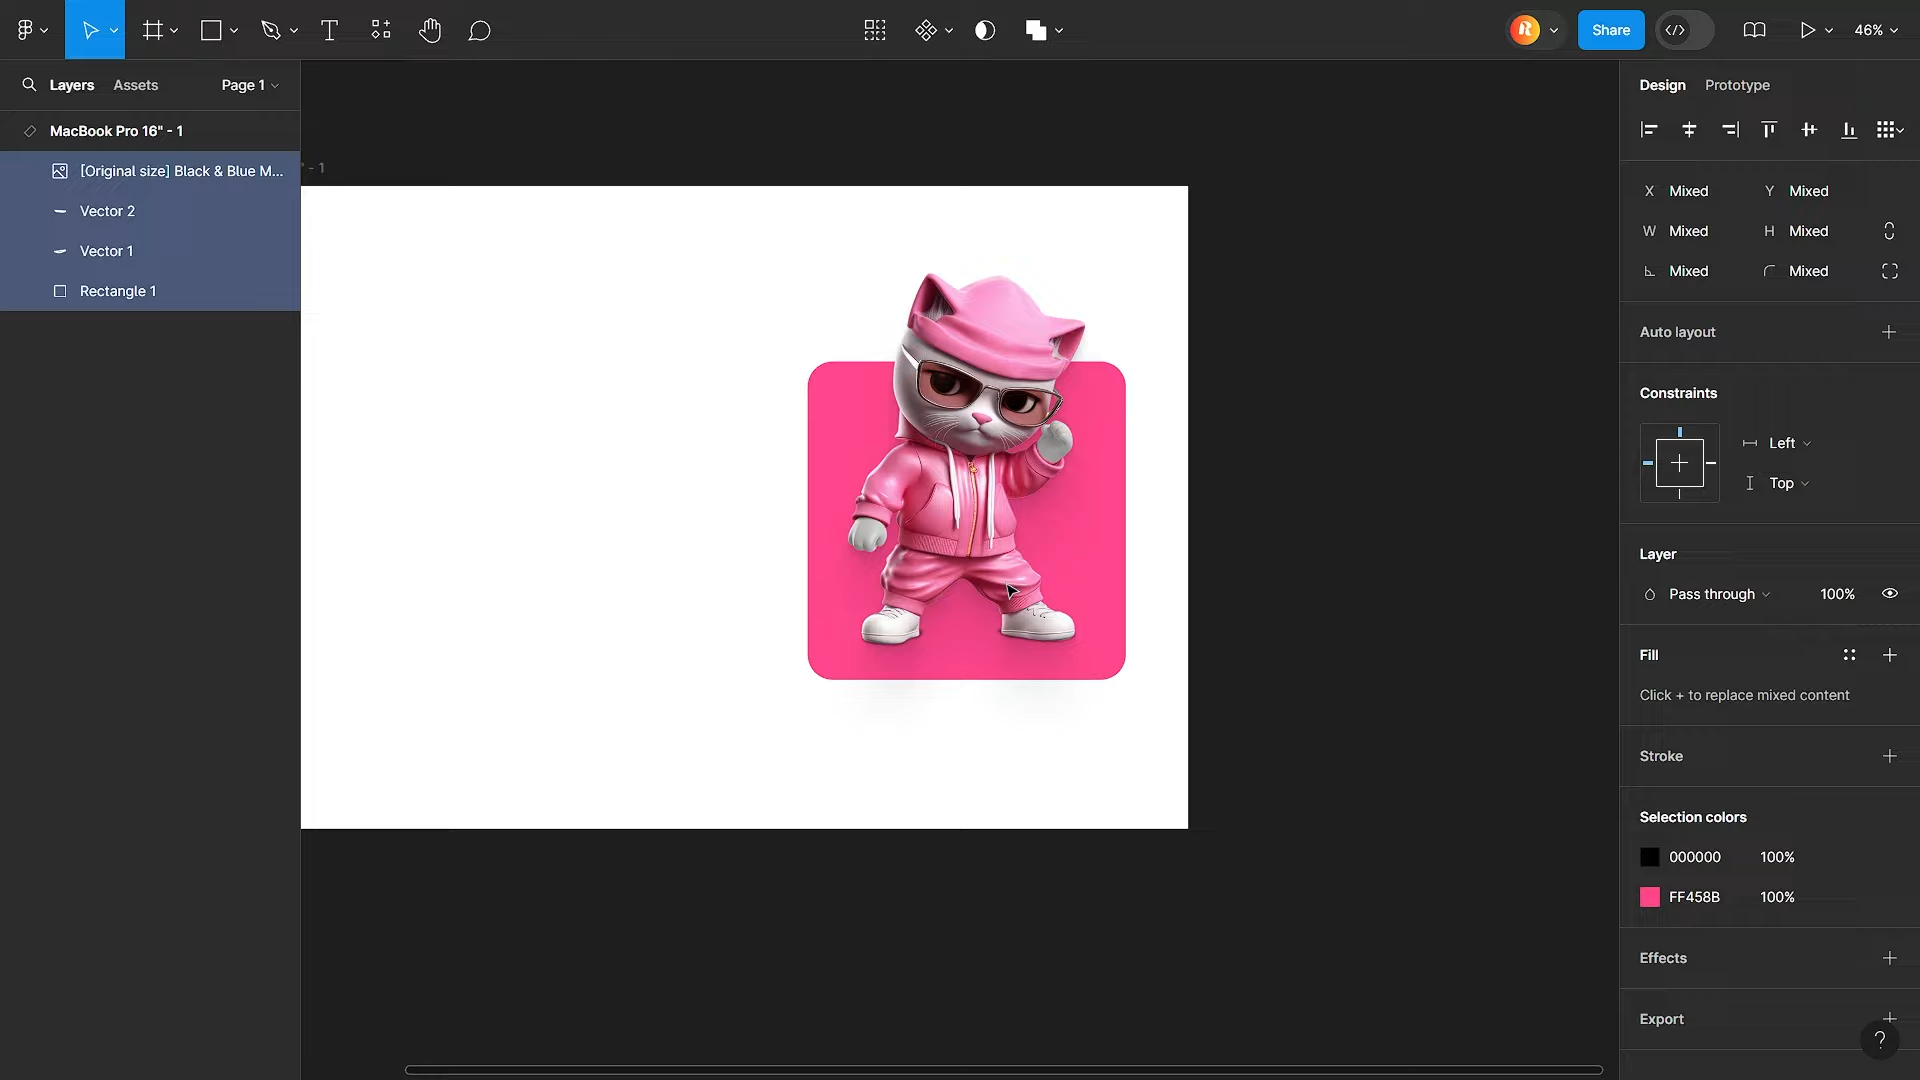 Share
46%
Layers
Assets
Page 1
Design
Prototype
MacBook Pro 16" - 1
[Original size] Black & Blue M...
Vector 2
Vector 1
Rectangle 1
" - 1
X Mixed
Y Mixed
W Mixed
H Mixed
Mixed
Mixed
Auto layout
Constraints
Left
Top
Layer
Pass through
100%
Fill
Click + to replace mixed content
Stroke
Selection colors
000000 100%
FF458B 100%
Effects
Export
?